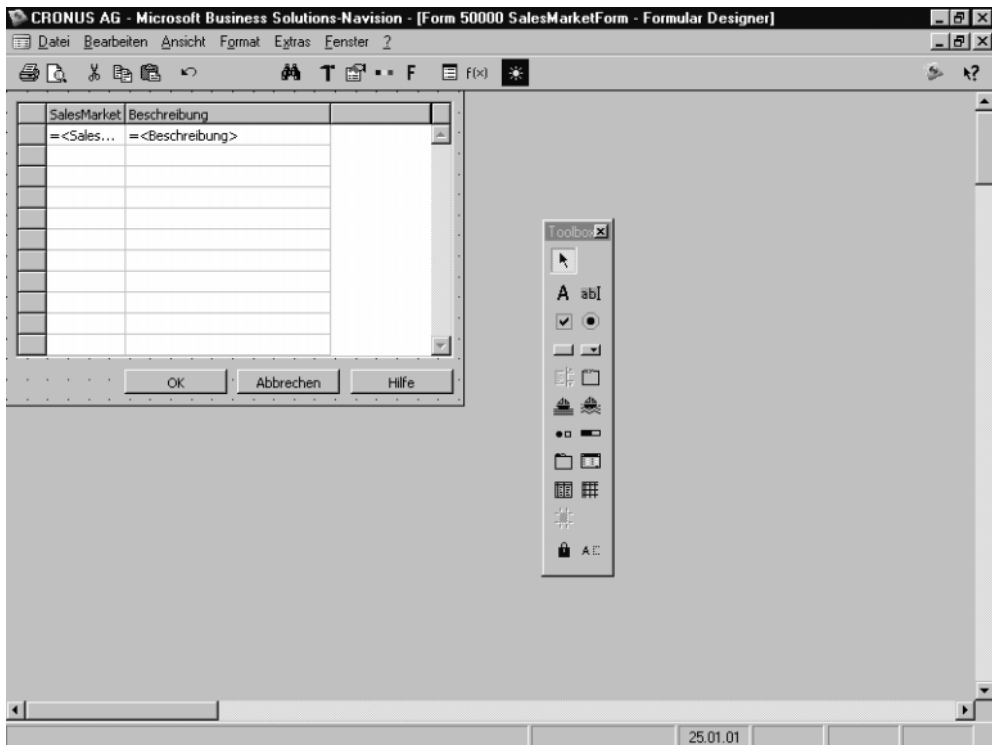 CRONUS AG - Microsoft Business Solutions-Navision - [Form 50000 SalesMarketForm - Formular Designer]
Datei Bearbeiten Ansicht Format Extras Fenster ?
F f(x)
SalesMarket Beschreibung
=<Sales... =<Beschreibung>
Toolbox
A abI
OK Abbrechen Hilfe
A
25.01.01